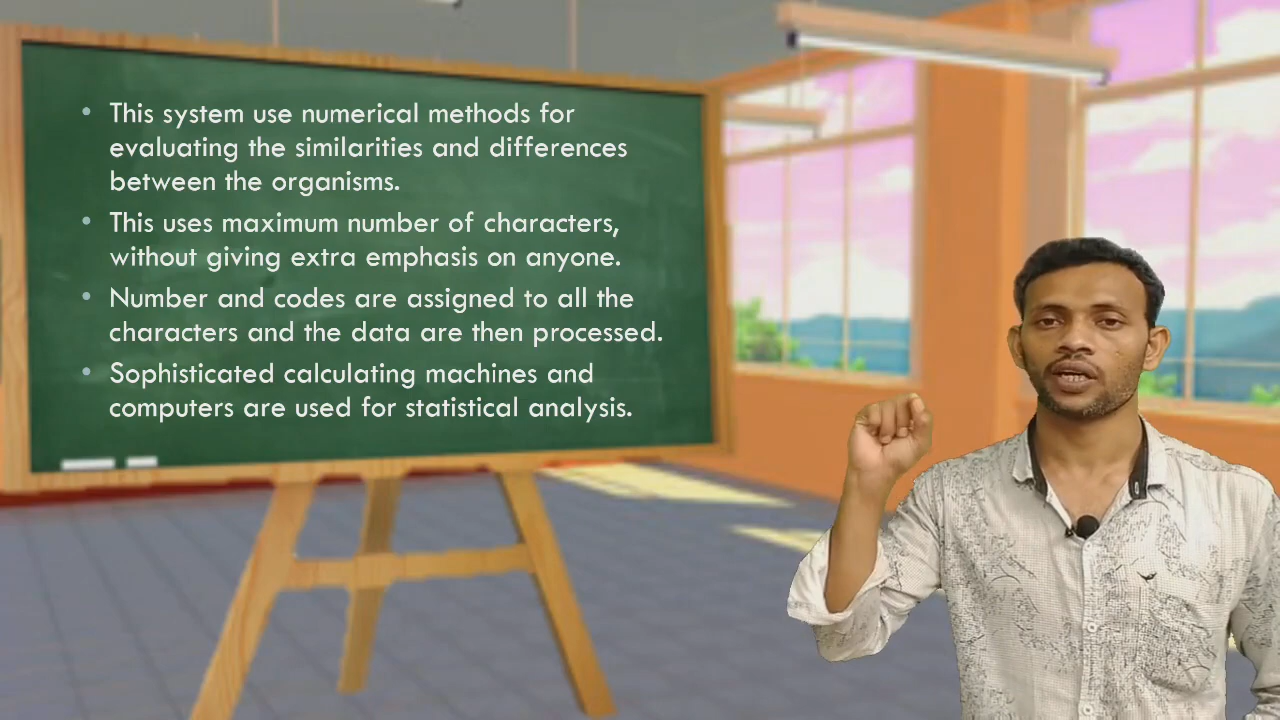 • This system use numerical methods for
evaluating the similarities and differences
between the organisms.
• This uses maximum number of characters,
without giving extra emphasis on anyone.
• Number and codes are assigned to all the
characters and the data are then processed.
• Sophisticated calculating machines and
computers are used for statistical analysis.